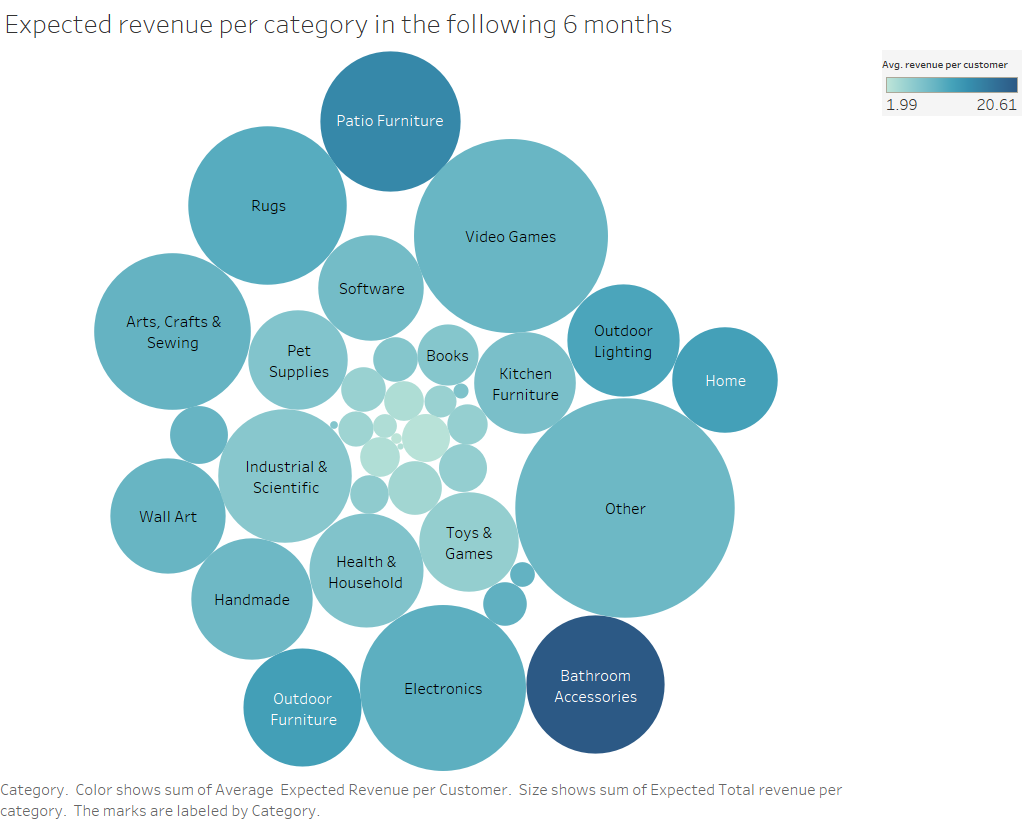 Expected revenue per category in the following 6 months
Avg. revenue per customer
1.99 20.61
Patio Furniture
Rugs
Video Games
Software
Arts, Crafts &
Sewing
Outdoor
Lighting
Pet
Supplies
Books
Kitchen
Furniture
Home
Industrial &
Scientific
Other
Wall Art
Toys &
Games
Health &
Household
Handmade
Electronics
Bathroom
Accessories
Outdoor
Furniture
Category.  Color shows sum of Average  Expected Revenue per Customer.  Size shows sum of Expected Total revenue per
category.  The marks are labeled by Category.